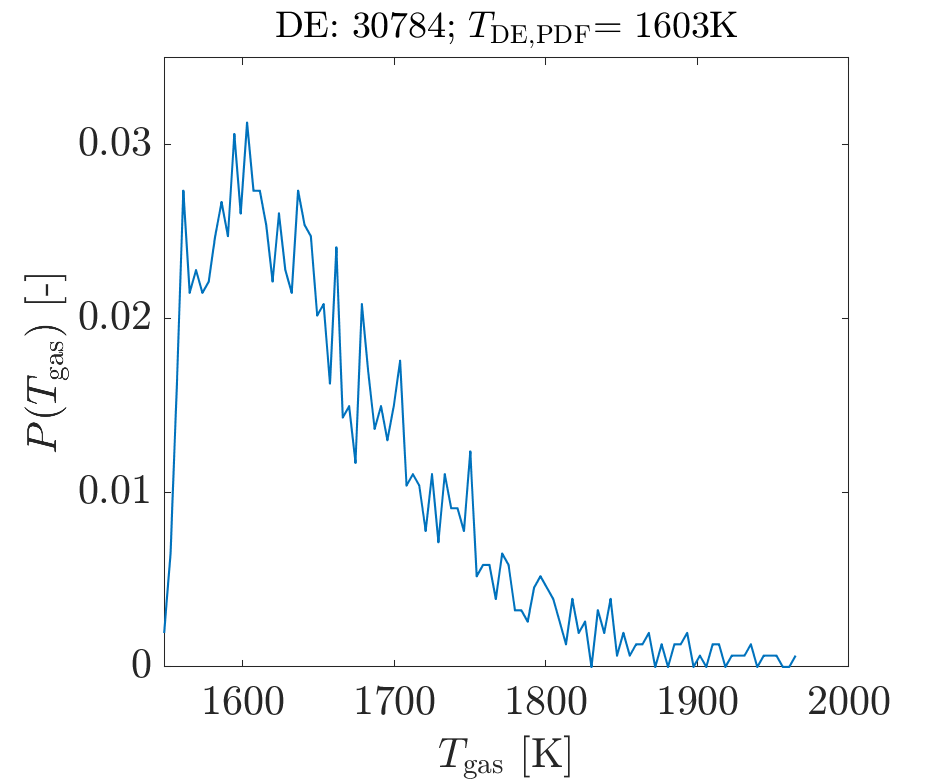 DE: 30784; T_DE,PDF= 1603K
P(T_gas) [-]
0.03
0.02
0.01
0
1600 1700 1800 1900 2000
T_gas [K]